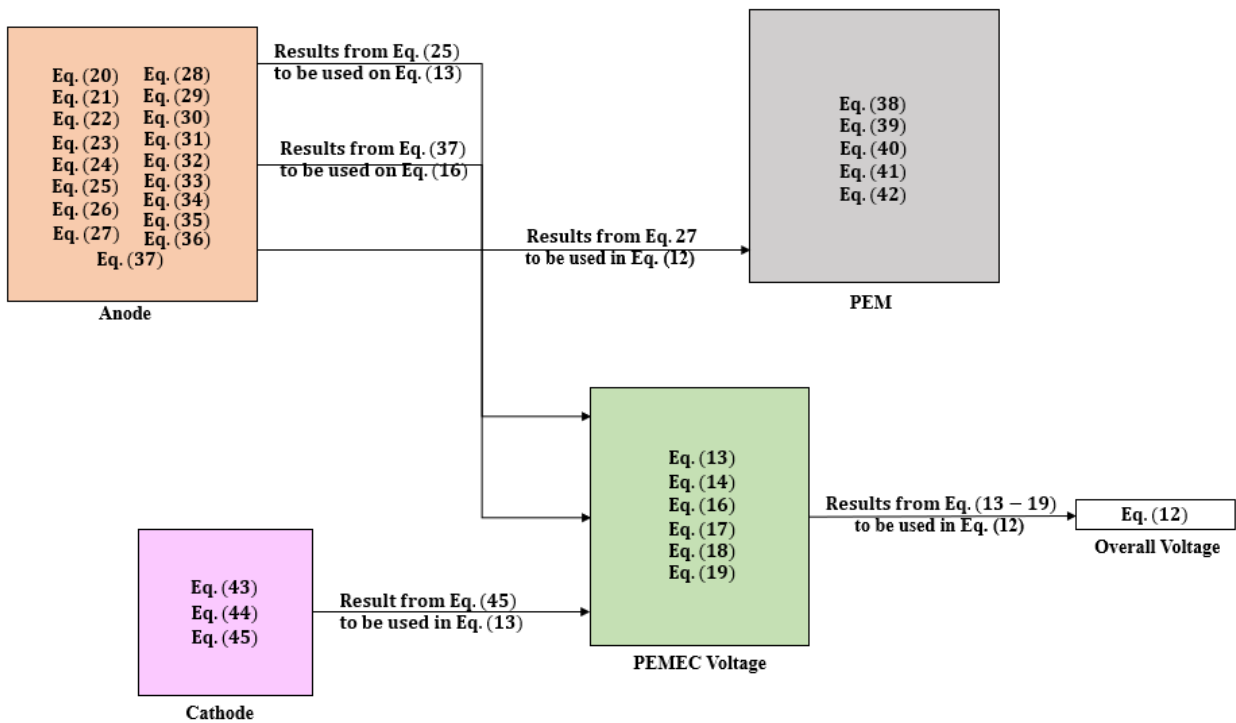 Eq. (20)
Eq. (21)
Eq. (22)
Eq. (23)
Eq. (24)
Eq. (25)
Eq. (26)
Eq. (27)
Eq. (28)
Eq. (29)
Eq. (30)
Eq. (31)
Eq. (32)
Eq. (33)
Eq. (34)
Eq. (35)
Eq. (36)
Eq. (37)
Anode
Results from Eq. (25)
to be used on Eq. (13)
Results from Eq. (37)
to be used on Eq. (16)
Results from Eq. 27
to be used in Eq. (12)
Eq. (38)
Eq. (39)
Eq. (40)
Eq. (41)
Eq. (42)
PEM
Eq. (43)
Eq. (44)
Eq. (45)
Cathode
Result from Eq. (45)
to be used in Eq. (13)
Eq. (13)
Eq. (14)
Eq. (16)
Eq. (17)
Eq. (18)
Eq. (19)
PEMEC Voltage
Results from Eq. (13 − 19)
to be used in Eq. (12)
Eq. (12)
Overall Voltage